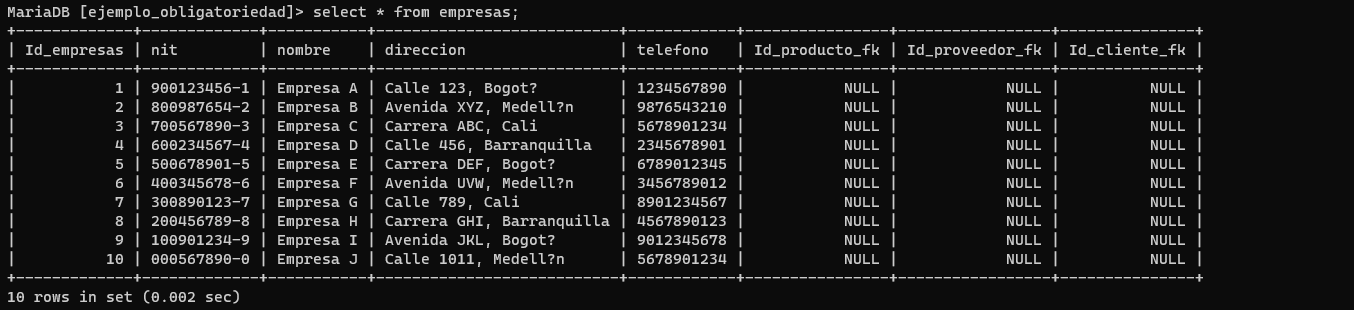 MariaDB [ejemplo_obligatoriedad]> select * from empresas;
+-------------+-------------+-----------+---------------------------+------------+----------------+-----------------+---------------+
| Id_empresas | nit         | nombre    | direccion                 | telefono   | Id_producto_fk | Id_proveedor_fk | Id_cliente_fk |
+-------------+-------------+-----------+---------------------------+------------+----------------+-----------------+---------------+
|           1 | 900123456-1 | Empresa A | Calle 123, Bogot?         | 1234567890 |           NULL |            NULL |          NULL |
|           2 | 800987654-2 | Empresa B | Avenida XYZ, Medell?n     | 9876543210 |           NULL |            NULL |          NULL |
|           3 | 700567890-3 | Empresa C | Carrera ABC, Cali         | 5678901234 |           NULL |            NULL |          NULL |
|           4 | 600234567-4 | Empresa D | Calle 456, Barranquilla   | 2345678901 |           NULL |            NULL |          NULL |
|           5 | 500678901-5 | Empresa E | Carrera DEF, Bogot?       | 6789012345 |           NULL |            NULL |          NULL |
|           6 | 400345678-6 | Empresa F | Avenida UVW, Medell?n     | 3456789012 |           NULL |            NULL |          NULL |
|           7 | 300890123-7 | Empresa G | Calle 789, Cali           | 8901234567 |           NULL |            NULL |          NULL |
|           8 | 200456789-8 | Empresa H | Carrera GHI, Barranquilla | 4567890123 |           NULL |            NULL |          NULL |
|           9 | 100901234-9 | Empresa I | Avenida JKL, Bogot?       | 9012345678 |           NULL |            NULL |          NULL |
|          10 | 000567890-0 | Empresa J | Calle 1011, Medell?n      | 5678901234 |           NULL |            NULL |          NULL |
+-------------+-------------+-----------+---------------------------+------------+----------------+-----------------+---------------+
10 rows in set (0.002 sec)